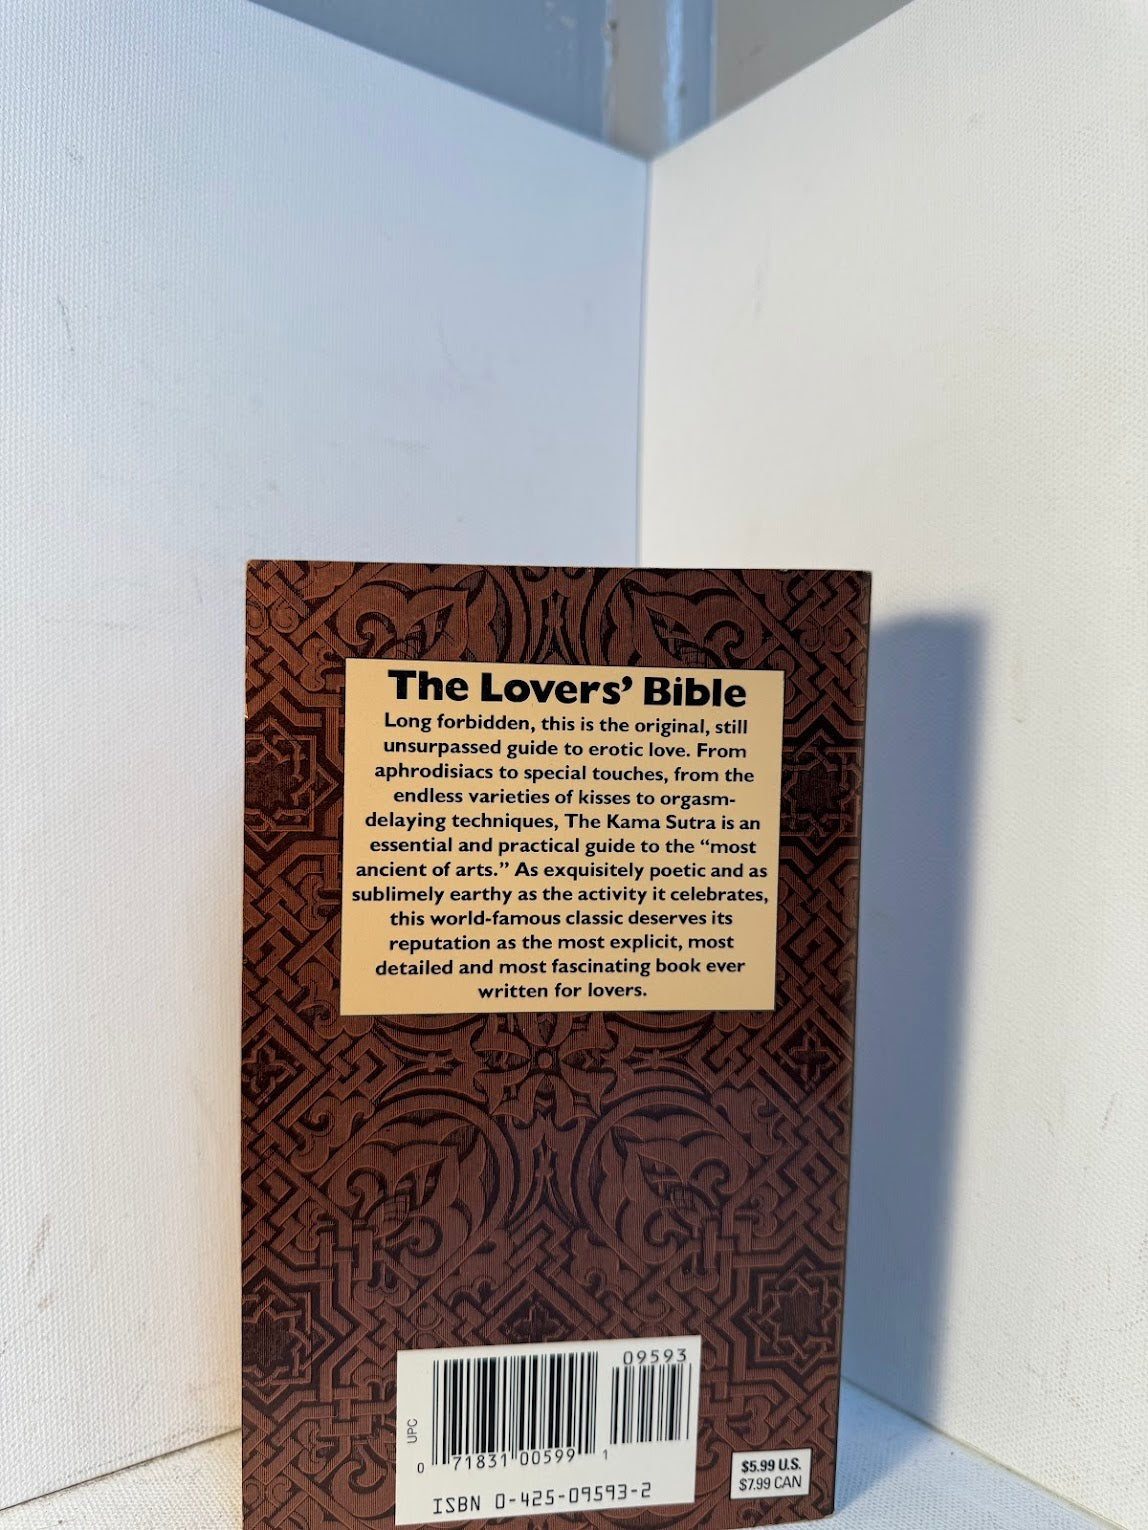 The Lovers' Bible
Long forbidden, this is the original, still
unsurpassed guide to erotic love. From
aphrodisiacs to special touches, from the
endless varieties of kisses to orgasm-
delaying techniques, The Kama Sutra is an
essential and practical guide to the “most
ancient of arts.” As exquisitely poetic and as
sublimely earthy as the activity it celebrates,
this world-famous classic deserves its
reputation as the most explicit, most
detailed and most fascinating book ever
written for lovers.
09593
UPC
0 71831 00599 1
ISBN 0-425-09593-2
$5.99 U.S.
$7.99 CAN